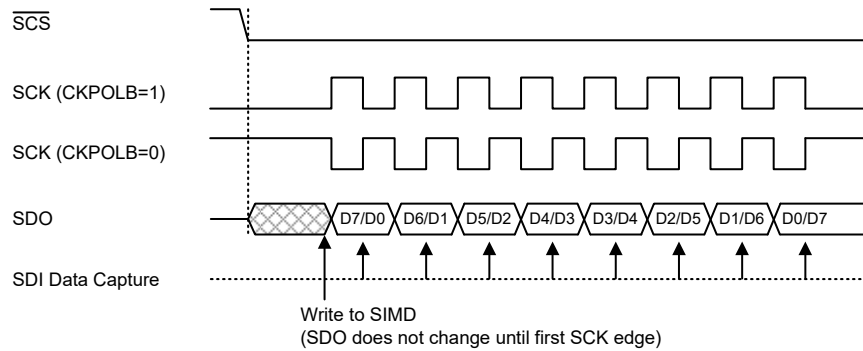 SCS
SCK (CKPOLB=1)
SCK (CKPOLB=0)
SDO
D7/D0 D6/D1 D5/D2 D4/D3 D3/D4 D2/D5 D1/D6 D0/D7
SDI Data Capture
Write to SIMD
(SDO does not change until first SCK edge)